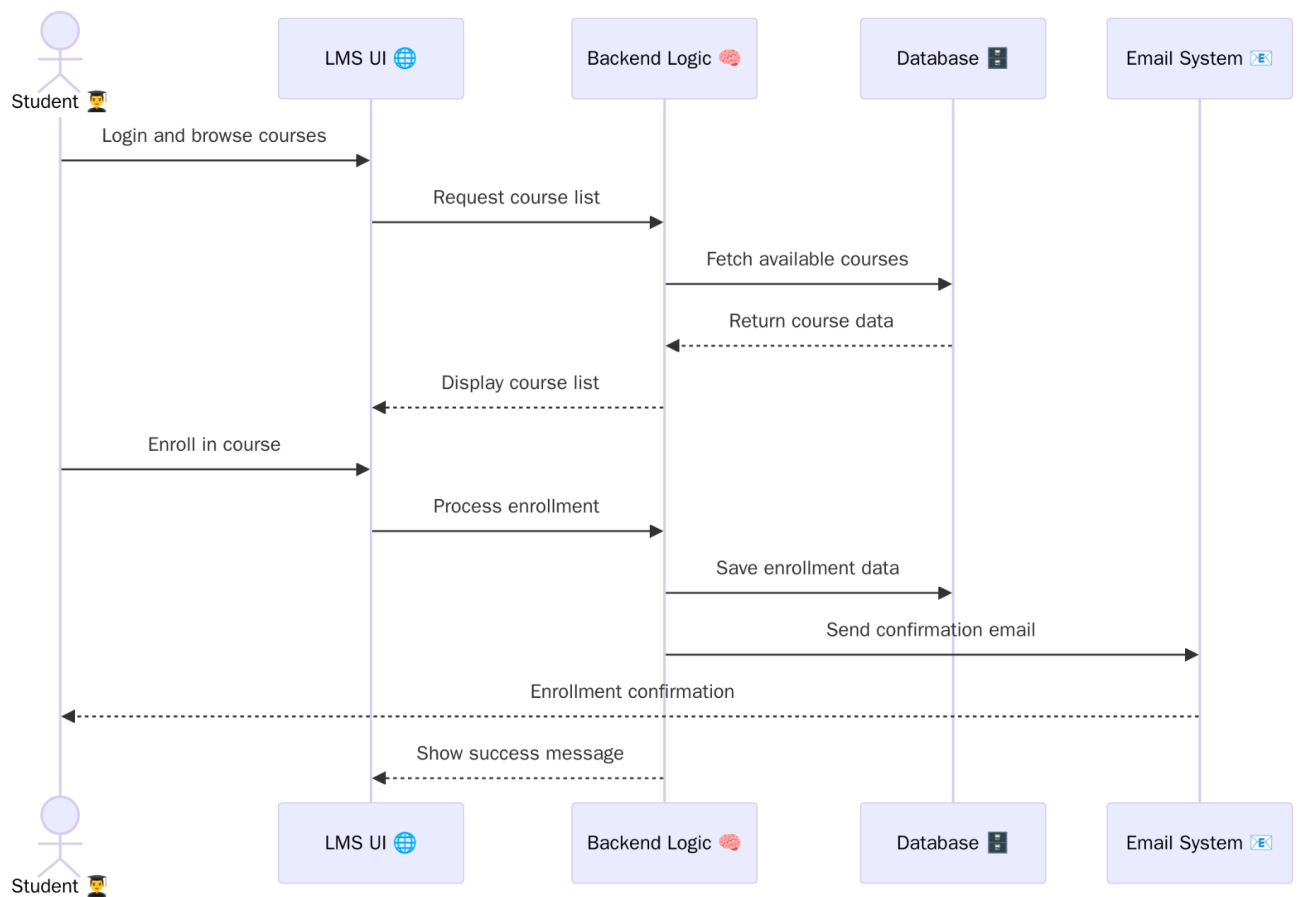 Student 👨‍🎓
LMS UI 🌐
Backend Logic 🧠
Database 🗄️
Email System 📧
Login and browse courses
Request course list
Fetch available courses
Return course data
Display course list
Enroll in course
Process enrollment
Save enrollment data
Send confirmation email
Enrollment confirmation
Show success message
Student 👨‍🎓
LMS UI 🌐
Backend Logic 🧠
Database 🗄️
Email System 📧